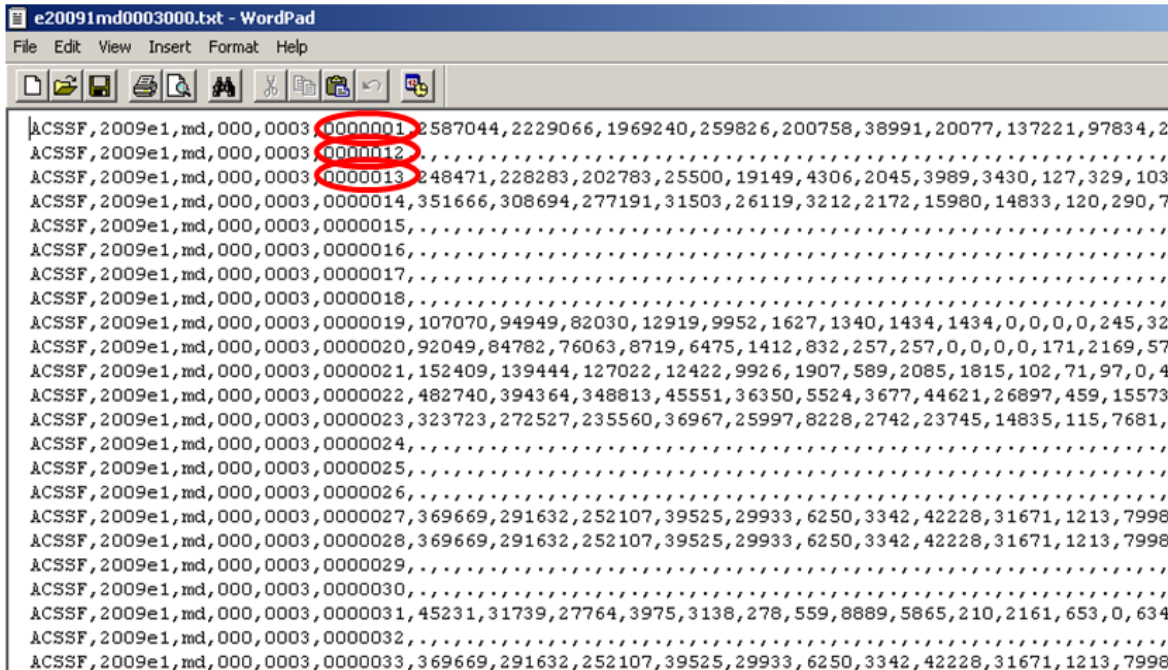 e20091md0003000.txt - WordPad
File Edit View Insert Format Help
ACSSF,2009e1,md,000,0003,0000001,2587044,2229066,1969240,259826,200758,38991,20077,137221,97834,2
ACSSF,2009e1,md,000,0003,0000012,.,.,.,.,.,.,.,.,.,.,.,.,.,.,.,.,.,.,.,.,.,.,.,.,.,.,.,.,.,.,.,.,
ACSSF,2009e1,md,000,0003,0000013,248471,228283,202783,25500,19149,4306,2045,3989,3430,127,329,103
ACSSF,2009e1,md,000,0003,0000014,351666,308694,277191,31503,26119,3212,2172,15980,14833,120,290,7
ACSSF,2009e1,md,000,0003,0000015,.,.,.,.,.,.,.,.,.,.,.,.,.,.,.,.,.,.,.,.,.,.,.,.,.,.,.,.,.,.,.,.,
ACSSF,2009e1,md,000,0003,0000016,.,.,.,.,.,.,.,.,.,.,.,.,.,.,.,.,.,.,.,.,.,.,.,.,.,.,.,.,.,.,.,.,
ACSSF,2009e1,md,000,0003,0000017,.,.,.,.,.,.,.,.,.,.,.,.,.,.,.,.,.,.,.,.,.,.,.,.,.,.,.,.,.,.,.,.,
ACSSF,2009e1,md,000,0003,0000018,.,.,.,.,.,.,.,.,.,.,.,.,.,.,.,.,.,.,.,.,.,.,.,.,.,.,.,.,.,.,.,.,
ACSSF,2009e1,md,000,0003,0000019,107070,94949,82030,12919,9952,1627,1340,1434,1434,0,0,0,0,245,32
ACSSF,2009e1,md,000,0003,0000020,92049,84782,76063,8719,6475,1412,832,257,257,0,0,0,0,171,2169,57
ACSSF,2009e1,md,000,0003,0000021,152409,139444,127022,12422,9926,1907,589,2085,1815,102,71,97,0,4
ACSSF,2009e1,md,000,0003,0000022,482740,394364,348813,45551,36350,5524,3677,44621,26897,459,15573
ACSSF,2009e1,md,000,0003,0000023,323723,272527,235560,36967,25997,8228,2742,23745,14835,115,7681,
ACSSF,2009e1,md,000,0003,0000024,.,.,.,.,.,.,.,.,.,.,.,.,.,.,.,.,.,.,.,.,.,.,.,.,.,.,.,.,.,.,.,.,
ACSSF,2009e1,md,000,0003,0000025,.,.,.,.,.,.,.,.,.,.,.,.,.,.,.,.,.,.,.,.,.,.,.,.,.,.,.,.,.,.,.,.,
ACSSF,2009e1,md,000,0003,0000026,.,.,.,.,.,.,.,.,.,.,.,.,.,.,.,.,.,.,.,.,.,.,.,.,.,.,.,.,.,.,.,.,
ACSSF,2009e1,md,000,0003,0000027,369669,291632,252107,39525,29933,6250,3342,42228,31671,1213,7998
ACSSF,2009e1,md,000,0003,0000028,369669,291632,252107,39525,29933,6250,3342,42228,31671,1213,7998
ACSSF,2009e1,md,000,0003,0000029,.,.,.,.,.,.,.,.,.,.,.,.,.,.,.,.,.,.,.,.,.,.,.,.,.,.,.,.,.,.,.,.,
ACSSF,2009e1,md,000,0003,0000030,.,.,.,.,.,.,.,.,.,.,.,.,.,.,.,.,.,.,.,.,.,.,.,.,.,.,.,.,.,.,.,.,
ACSSF,2009e1,md,000,0003,0000031,45231,31739,27764,3975,3138,278,559,8889,5865,210,2161,653,0,634
ACSSF,2009e1,md,000,0003,0000032,.,.,.,.,.,.,.,.,.,.,.,.,.,.,.,.,.,.,.,.,.,.,.,.,.,.,.,.,.,.,.,.,
ACSSF,2009e1,md,000,0003,0000033,369669,291632,252107,39525,29933,6250,3342,42228,31671,1213,7998